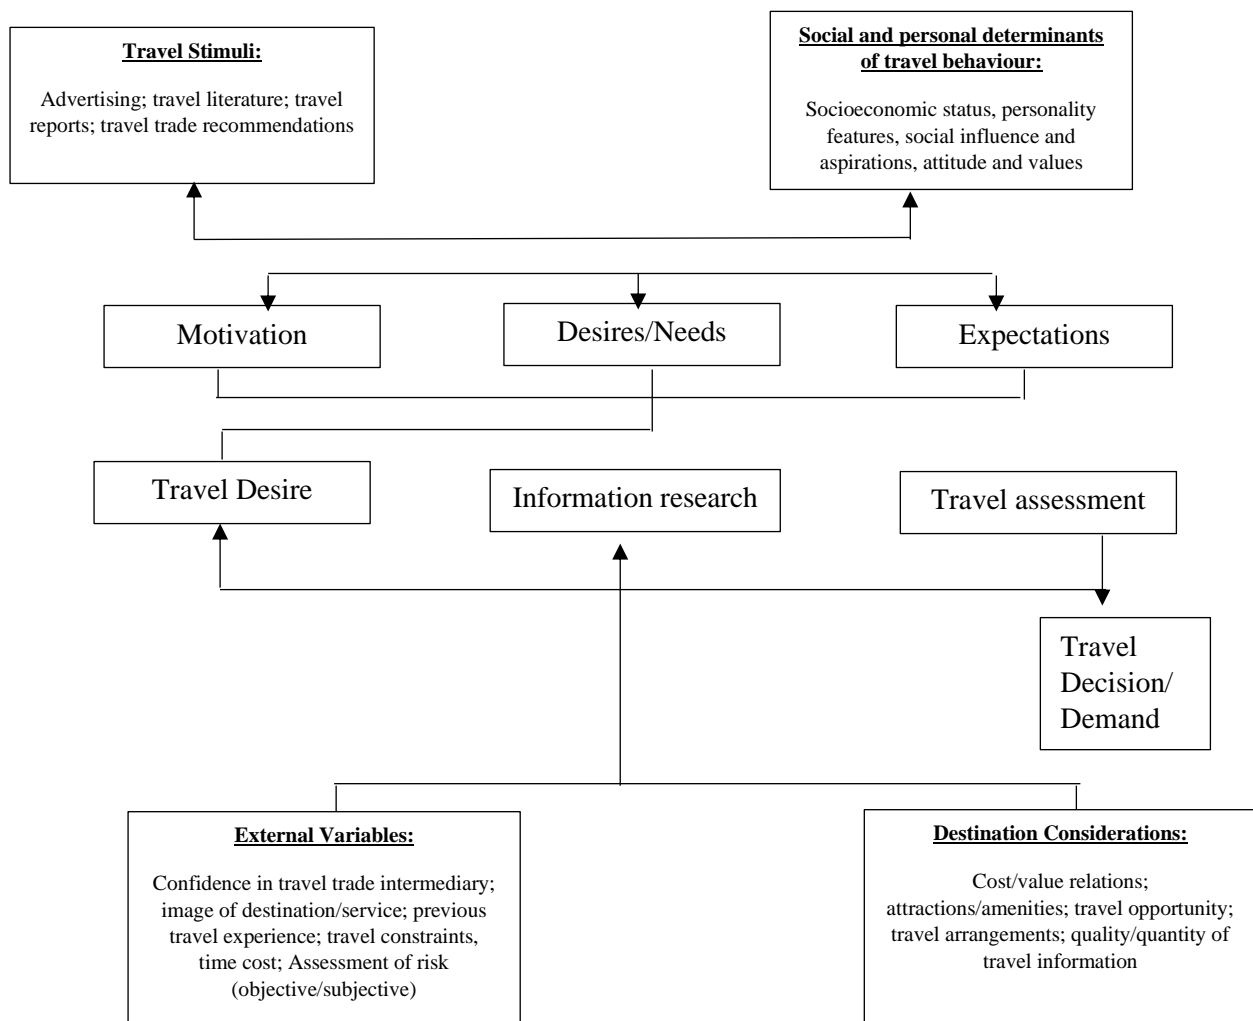 Travel Stimuli:
Advertising; travel literature; travel
reports; travel trade recommendations
Social and personal determinants
of travel behaviour:
Socioeconomic status, personality
features, social influence and
aspirations, attitude and values
Motivation
Desires/Needs
Expectations
Travel Desire
Information research
Travel assessment
Travel
Decision/
Demand
External Variables:
Confidence in travel trade intermediary;
image of destination/service; previous
travel experience; travel constraints,
time cost; Assessment of risk
(objective/subjective)
Destination Considerations:
Cost/value relations;
attractions/amenities; travel opportunity;
travel arrangements; quality/quantity of
travel information